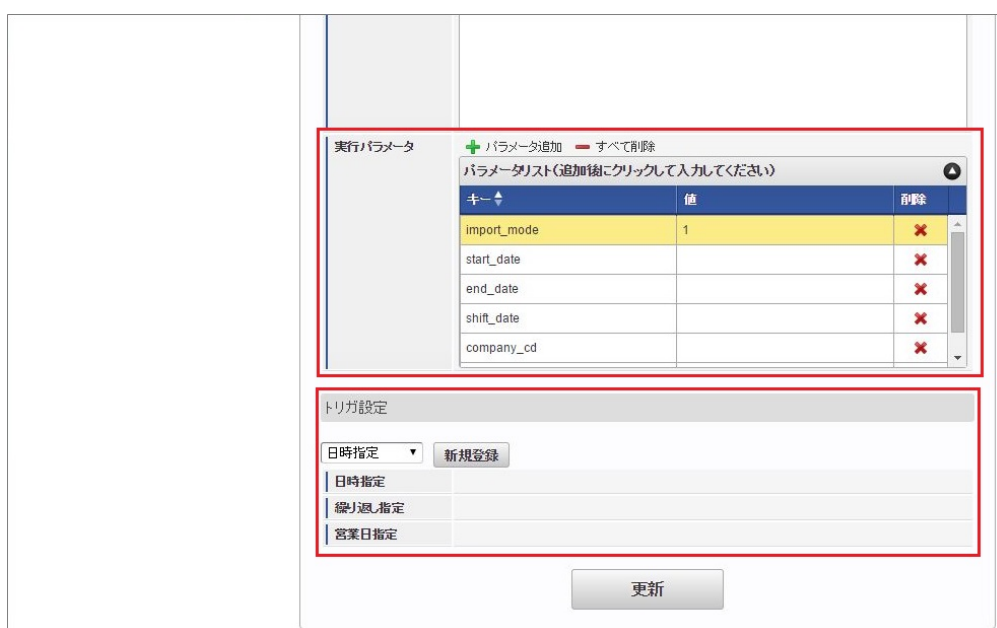 実行パラメータ
パラメータ追加 すべて削除
パラメータリスト(追加後にクリックして入力してください)
キー 値 削除
import_mode 1
start_date
end_date
shift_date
company_cd
トリガ設定
日時指定 新規登録
日時指定
繰り返し指定
営業日指定
更新